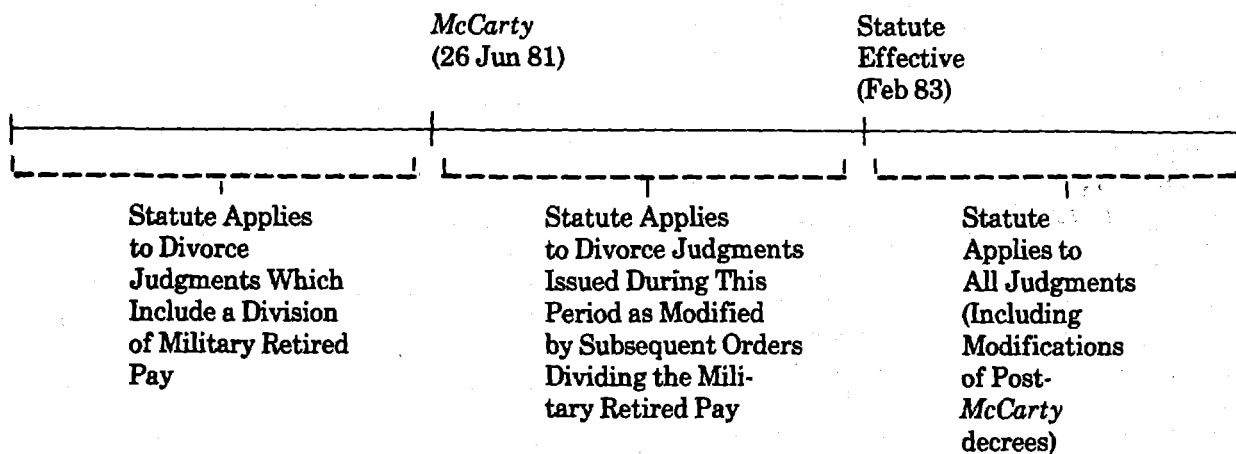 McCarty
(26 Jun 81)
Statute
Effective
(Feb 83)
Statute Applies
to Divorce
Judgments Which
Include a Division
of Military Retired
Pay
Statute Applies
to Divorce Judgments
Issued During This
Period as Modified
by Subsequent Orders
Dividing the Mili-
tary Retired Pay
Statute
Applies to
All Judgments
(Including
Modifications
of Post-
McCarty
decrees)